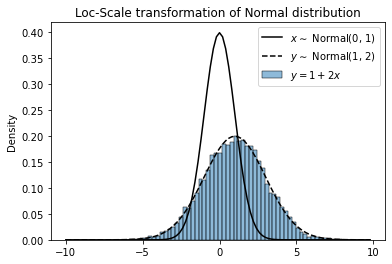 Loc-Scale transformation of Normal distribution
x ∼ Normal(0, 1)
y ∼ Normal(1, 2)
y = 1 + 2x
Density
0.40
0.35
0.30
0.25
0.20
0.15
0.10
0.05
0.00
−10 −5 0 5 10